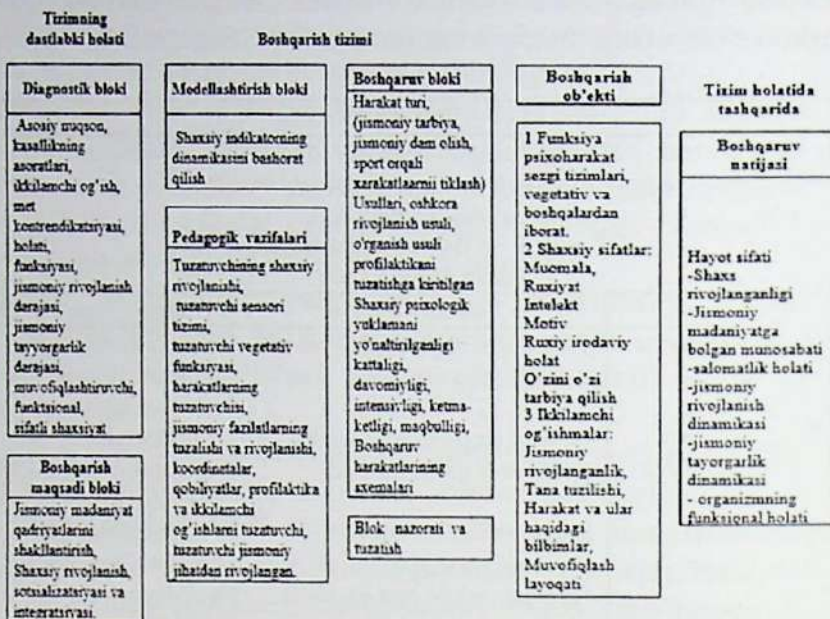 Tizimning
dastlabki holati
Boshqarish tizimi
Diagnostik bloki
Asosiy nuqson,
kasallikning
asoratlari,
ikkilamchi og'ish,
met
kontrendikatsiyasi,
holati,
funksiyasi,
jismoniy rivojlanish
darajasi,
jismoniy
tayyorgarlik
darajasi,
muvofiqlashtiruvchi,
funktsional,
sifatli shaxsiyat
Boshqarish
maqsadi bloki
Jismoniy madaniyat
qadriyatlarini
shakllantirish,
Shaxsiy rivojlanish,
sotsializatsiyasi va
integratsiyasi.
Modellashtirish bloki
Shaxsiy indikatorning
dinamikasini bashorat
qilish
Pedagogik vazifalari
Tuzatuvchining shaxsiy
rivojlanishi,
tuzatuvchi sensori
tizimi,
tuzatuvchi vegetativ
funksiyasi,
harakatlarning
tuzatuvchisi,
jismoniy fazilatlarning
tuzalishi va rivojlanishi,
koordinetalar,
qobiliyatlar, profilaktika
va ikkilamchi
og'ishlarni tuzatuvchi,
tuzatuvchi jismoniy
jihatdan rivojlangan.
Boshqaruv bloki
Harakat turi,
(jismoniy tarbiya,
jismoniy dam olish,
sport orqali
xarakatlaarnii tiklash)
Usullari, oshkora
rivojlanish usuli,
o'rganish usuli
profilaktikani
tuzatishga kiritilgan
Shaxsiy psixologik
yuklamani
yo'naltirilganligi
kattaligi,
davomiyligi,
intensivligi, ketma-
ketligi, maqbulligi,
Boshqaruv
harakatlarining
sxemalari
Blok nazorati va
tuzatish
Boshqarish
ob'ekti
1 Funksiya
psixoharakat
sezgi tizimlari,
vegetativ va
boshqalardan
iborat.
2 Shaxsiy sifatlar:
Muomala,
Ruxiyat
Intelekt
Motiv
Ruxiy irodaviy
holat
O'zini o'zi
tarbiya qilish
3 Ikkilamchi
og'ishmalar:
Jismoniy
rivojlanganlik,
Tana tuzilishi,
Harakat va ular
haqidagi
bilbimlar,
Muvofiqlash
layoqati
Tizim holatida
tashqarida
Boshqaruv
natijasi
Hayot sifati
-Shaxs
rivojlanganligi
-Jismoniy
madaniyatga
bolgan munosabati
-salomatlik holati
-jismoniy
rivojlanish
dinamikasi
-jismoniy
tayorgarlik
dinamikasi
- organizmning
funksional holati